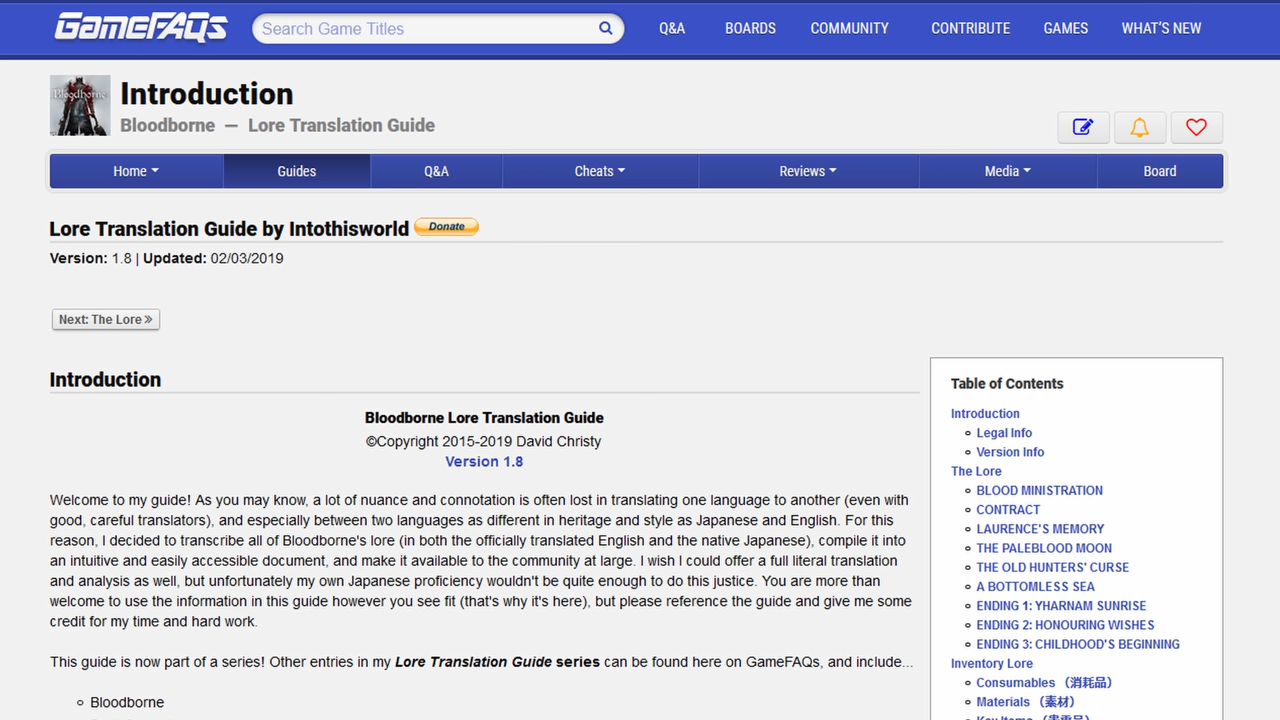 GameFAQs
Search Game Titles
Q&A
BOARDS
COMMUNITY
CONTRIBUTE
GAMES
WHAT'S NEW
Bloodborne
Introduction
Bloodborne — Lore Translation Guide
Home
Guides
Q&A
Cheats
Reviews
Media
Board
Lore Translation Guide by Intothisworld
Donate
Version: 1.8 | Updated: 02/03/2019
Next: The Lore »
Introduction
Bloodborne Lore Translation Guide
©Copyright 2015-2019 David Christy
Version 1.8
Welcome to my guide! As you may know, a lot of nuance and connotation is often lost in translating one language to another (even with
good, careful translators), and especially between two languages as different in heritage and style as Japanese and English. For this
reason, I decided to transcribe all of Bloodborne's lore (in both the officially translated English and the native Japanese), compile it into
an intuitive and easily accessible document, and make it available to the community at large. I wish I could offer a full literal translation
and analysis as well, but unfortunately my own Japanese proficiency wouldn't be quite enough to do this justice. You are more than
welcome to use the information in this guide however you see fit (that's why it's here), but please reference the guide and give me some
credit for my time and hard work.
This guide is now part of a series! Other entries in my Lore Translation Guide series can be found here on GameFAQs, and include...
Bloodborne
Table of Contents
Introduction
Legal Info
Version Info
The Lore
BLOOD MINISTRATION
CONTRACT
LAURENCE'S MEMORY
THE PALEBLOOD MOON
THE OLD HUNTERS' CURSE
A BOTTOMLESS SEA
ENDING 1: YHARNAM SUNRISE
ENDING 2: HONOURING WISHES
ENDING 3: CHILDHOOD'S BEGINNING
Inventory Lore
Consumables （消耗品）
Materials （素材）
Key Items （貴重品）